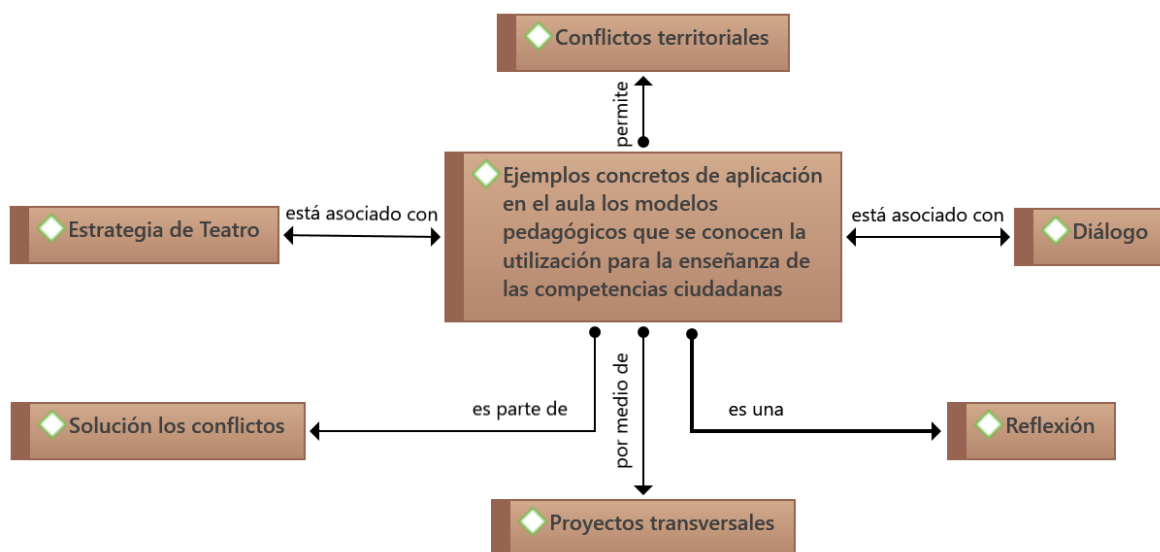 Conflictos territoriales
permite
Ejemplos concretos de aplicación
en el aula los modelos
pedagógicos que se conocen la
utilización para la enseñanza de
las competencias ciudadanas
está asociado con
Estrategia de Teatro
está asociado con
Diálogo
es parte de
Solución los conflictos
por medio de
es una
Reflexión
Proyectos transversales